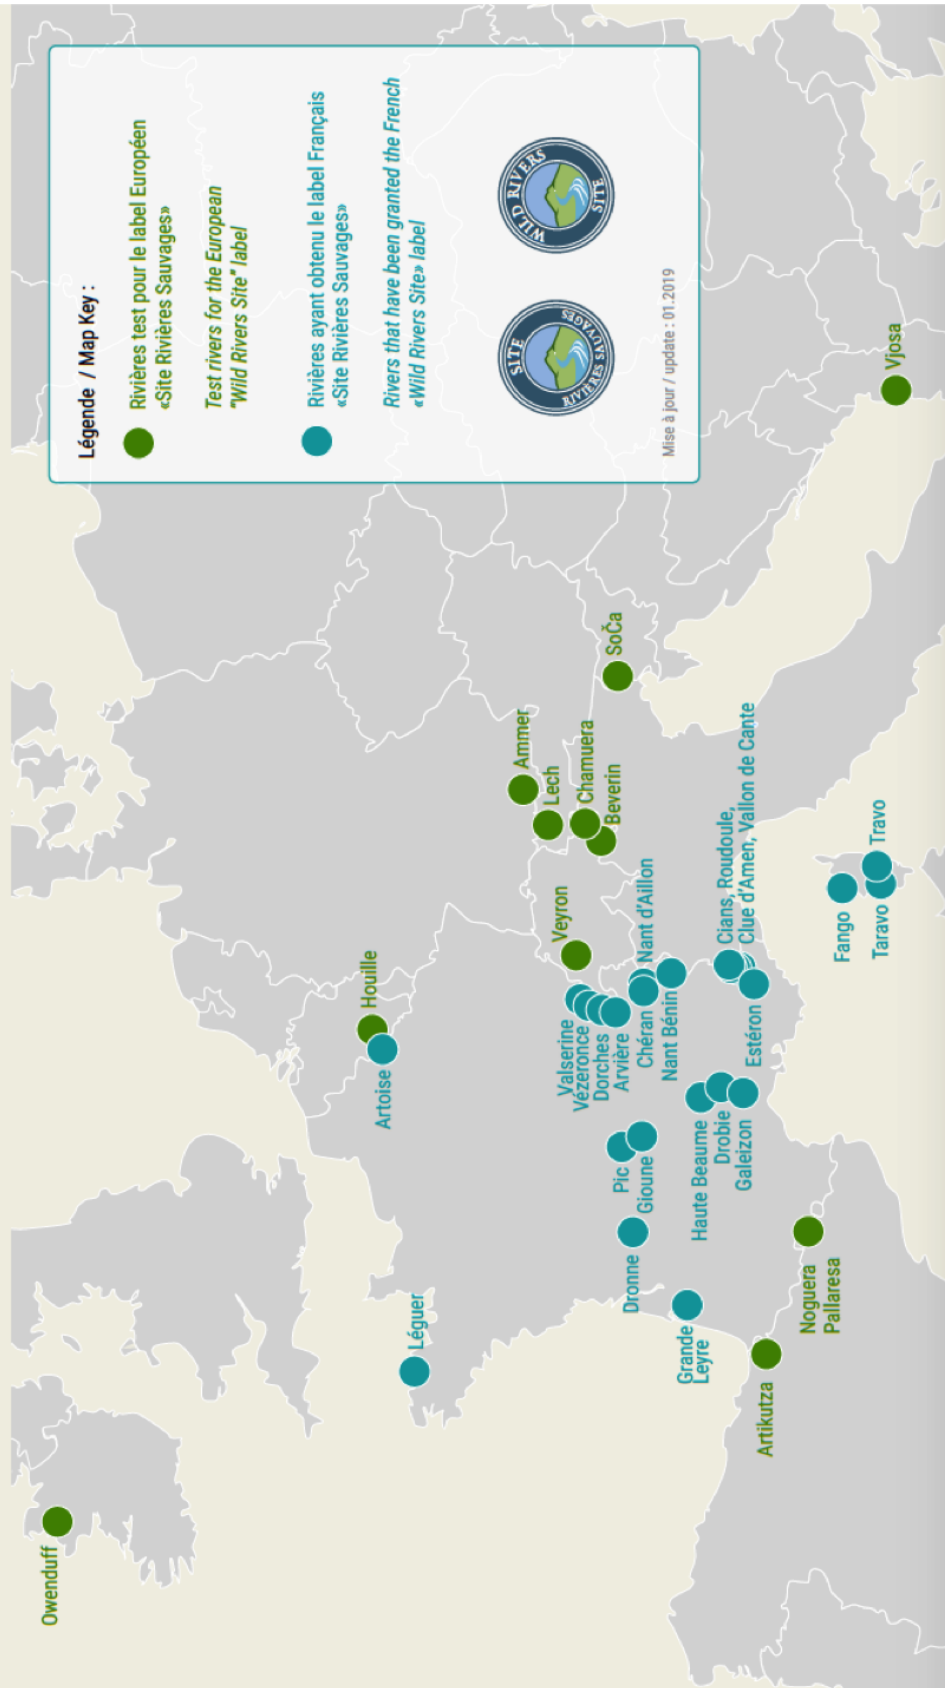 Légende / Map Key :
Rivières test pour le label Européen
«Site Rivières Sauvages»
Test rivers for the European
"Wild Rivers Site" label
Rivières ayant obtenu le label Français
«Site Rivières Sauvages»
Rivers that have been granted the French
«Wild Rivers Site» label
SITE
RIVIÈRES SAUVAGES
WILD RIVERS
SITE
Mise à jour / update : 01.2019
Owenduff
Léguer
Houille
Artoise
Ammer
Lech
Chamuera
Beverin
SoČa
Vjosa
Veyron
Valserine
Vézeronce
Dorches
Arvière
Nant d'Aillon
Chéran
Nant Bénin
Pic
Gioune
Dronne
Grande
Leyre
Haute Beaume
Drobie
Galeizon
Cians, Roudoule,
Clue d'Amen, Vallon de Cante
Estéron
Artikutza
Noguera
Pallaresa
Fango
Taravo
Travo